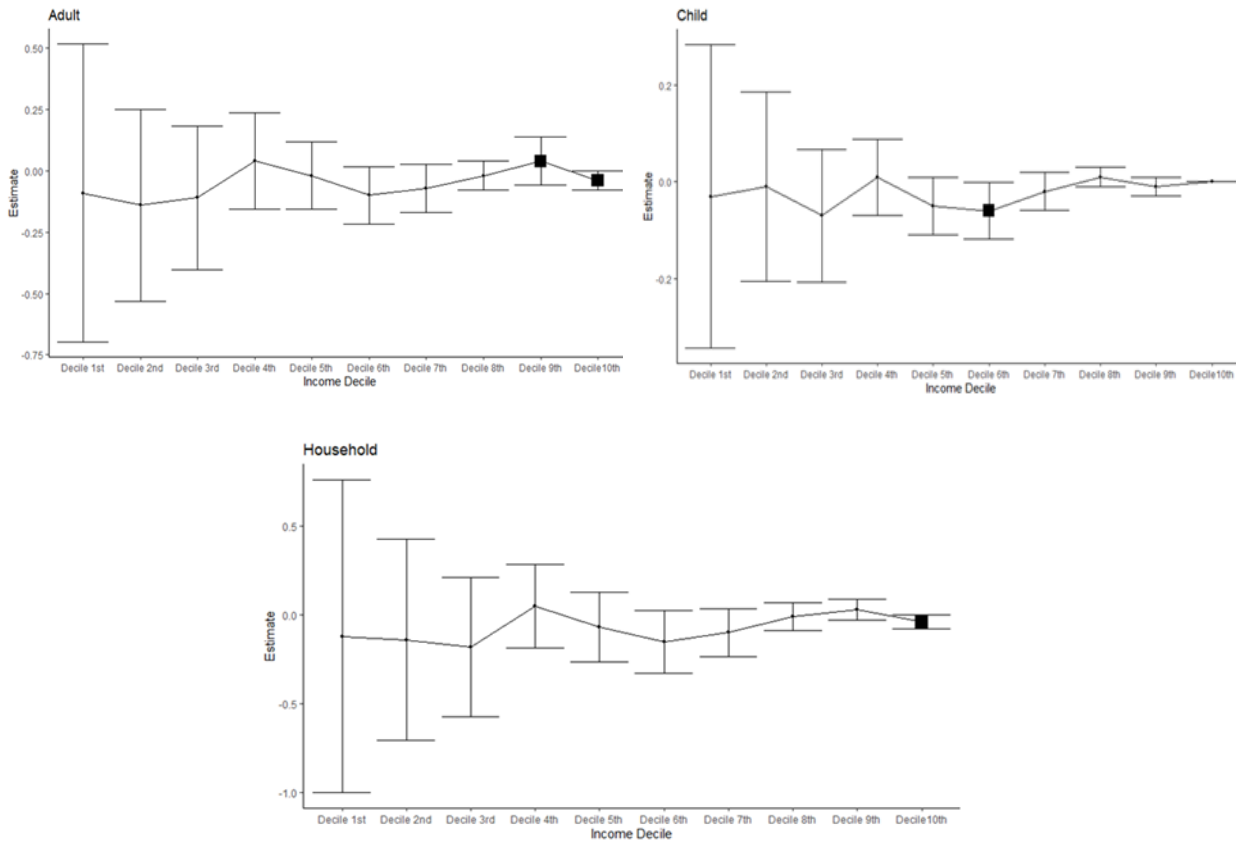 Adult
Estimate
0.50
0.25
0.00
-0.25
-0.50
-0.75
Decile 1st Decile 2nd Decile 3rd Decile 4th Decile 5th Decile 6th Decile 7th Decile 8th Decile 9th Decile10th
Income Decile
Child
Estimate
0.2
0.0
-0.2
Decile 1st Decile 2nd Decile 3rd Decile 4th Decile 5th Decile 6th Decile 7th Decile 8th Decile 9th Decile10th
Income Decile
Household
Estimate
0.5
0.0
-0.5
-1.0
Decile 1st Decile 2nd Decile 3rd Decile 4th Decile 5th Decile 6th Decile 7th Decile 8th Decile 9th Decile10th
Income Decile